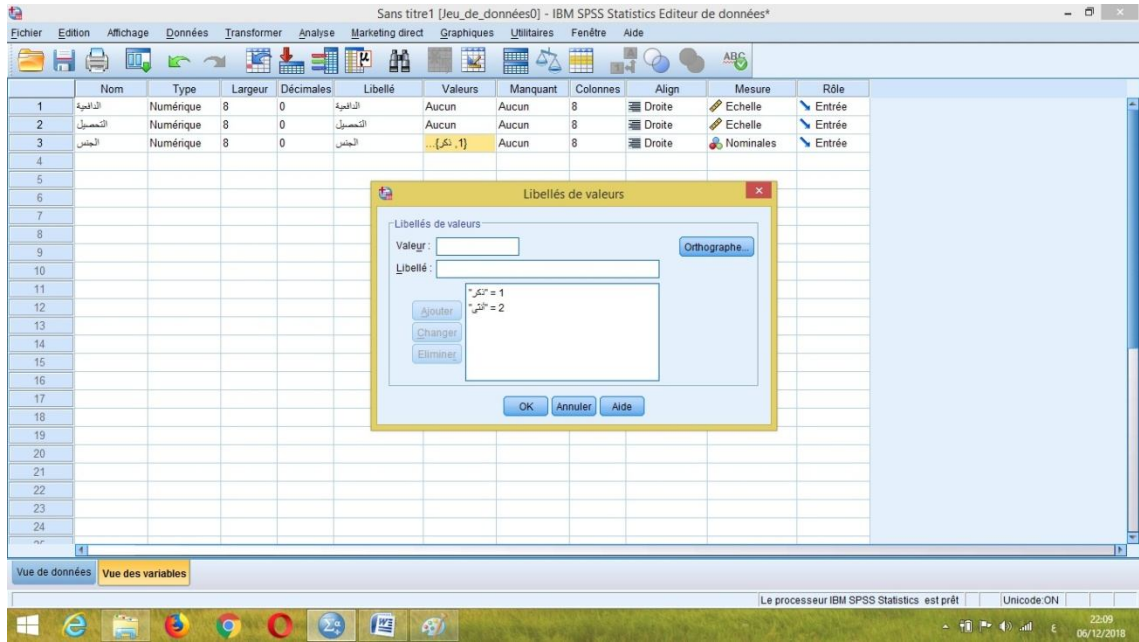 Sans titre1 [Jeu_de_données0] - IBM SPSS Statistics Editeur de données*
Fichier Edition Affichage Données Transformer Analyse Marketing direct Graphiques Utilitaires Fenêtre Aide
Nom Type Largeur Décimales Libellé Valeurs Manquant Colonnes Align Mesure Rôle
1 الدافعية Numérique 8 0 الدافعية Aucun Aucun 8 Droite Echelle Entrée
2 التحصيل Numérique 8 0 التحصيل Aucun Aucun 8 Droite Echelle Entrée
3 الجنس Numérique 8 0 الجنس {1, ذكر}... Aucun 8 Droite Nominales Entrée
4
5
6
7
8
9
10
11
12
13
14
15
16
17
18
19
20
21
22
23
24
Libellés de valeurs
Libellés de valeurs
Valeur :
Orthographe...
Libellé :
1 = "ذكر"
2 = "أنثى"
Ajouter
Changer
Eliminer
OK Annuler Aide
Vue de données Vue des variables
Le processeur IBM SPSS Statistics est prêt Unicode:ON
22:09
06/12/2018